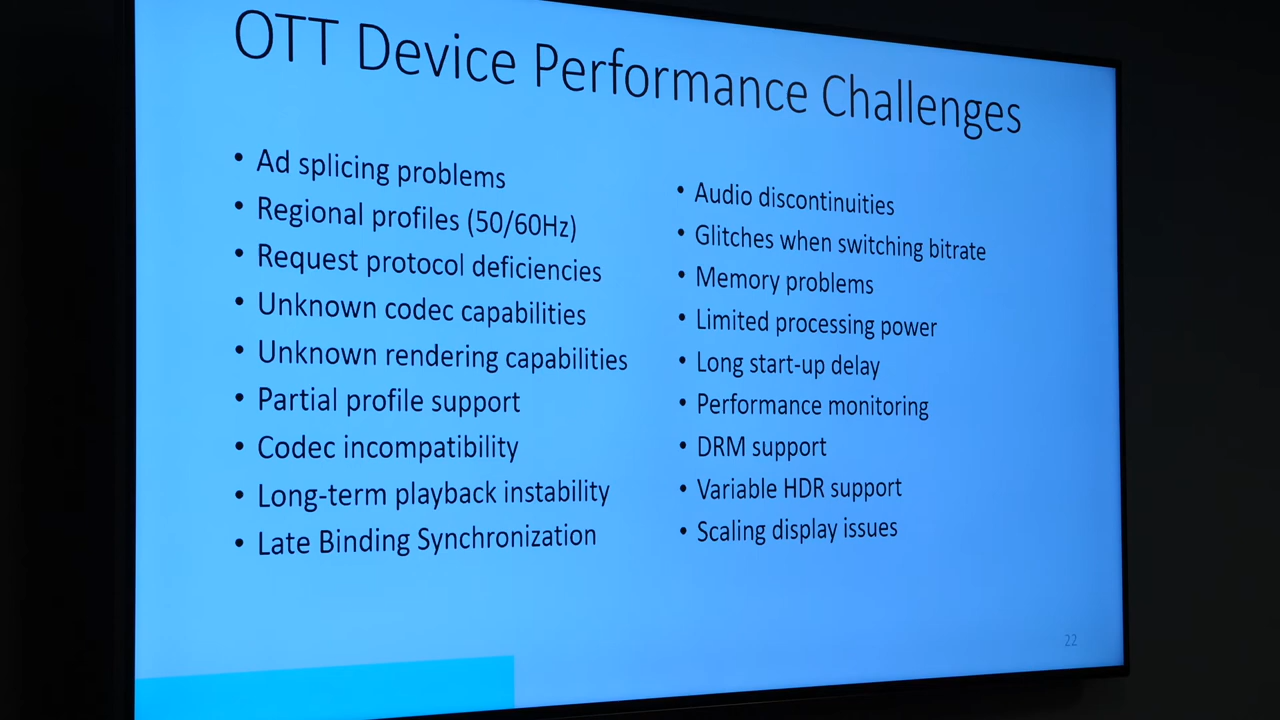 OTT Device Performance Challenges
• Ad splicing problems
• Regional profiles (50/60Hz)
• Request protocol deficiencies
• Unknown codec capabilities
• Unknown rendering capabilities
• Partial profile support
• Codec incompatibility
• Long-term playback instability
• Late Binding Synchronization
• Audio discontinuities
• Glitches when switching bitrate
• Memory problems
• Limited processing power
• Long start-up delay
• Performance monitoring
• DRM support
• Variable HDR support
• Scaling display issues
22